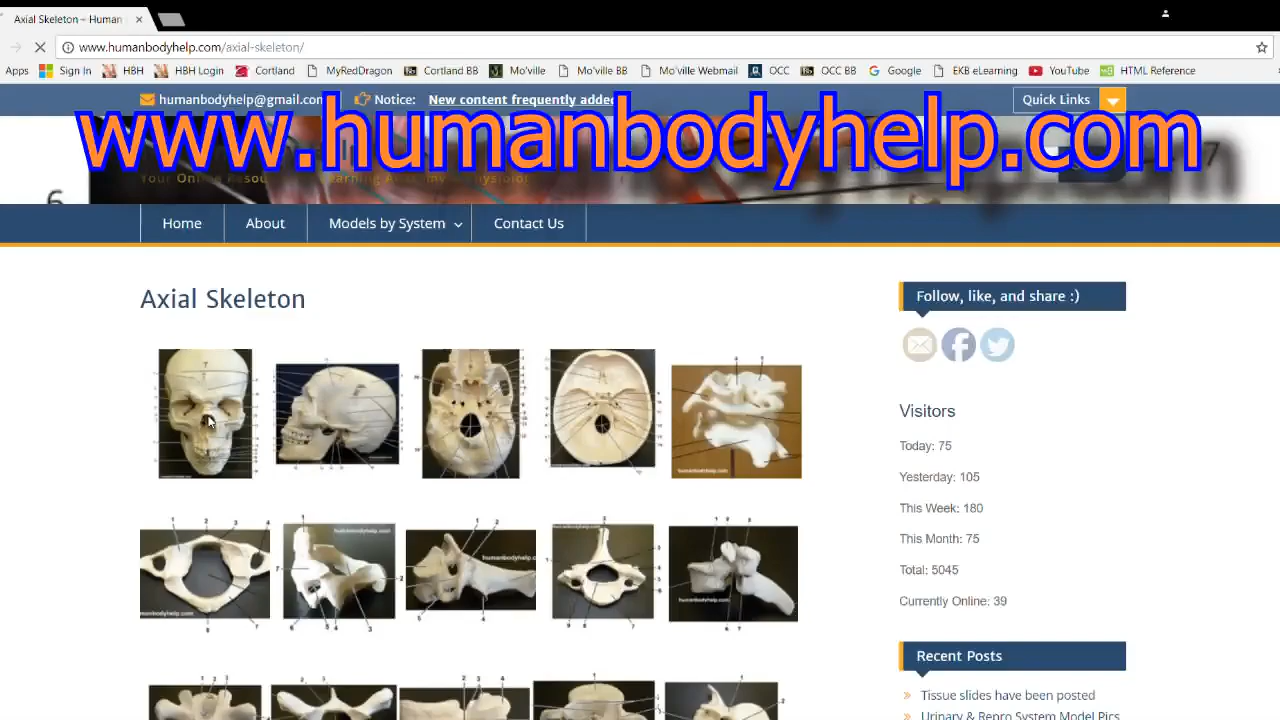 Axial Skeleton – Human
www.humanbodyhelp.com/axial-skeleton/
Apps Sign In HBH HBH Login Cortland MyRedDragon Cortland BB Mo'ville Mo'ville BB Mo'ville Webmail OCC OCC BB Google EKB eLearning YouTube HTML Reference
humanbodyhelp@gmail.com Notice: New content frequently added Quick Links
www.humanbodyhelp.com
Your Online
Home About Models by System Contact Us
Axial Skeleton
Follow, like, and share :)
Visitors
Today: 75
Yesterday: 105
This Week: 180
This Month: 75
Total: 5045
Currently Online: 39
Recent Posts
Tissue slides have been posted
Urinary & Repro System Model Pics